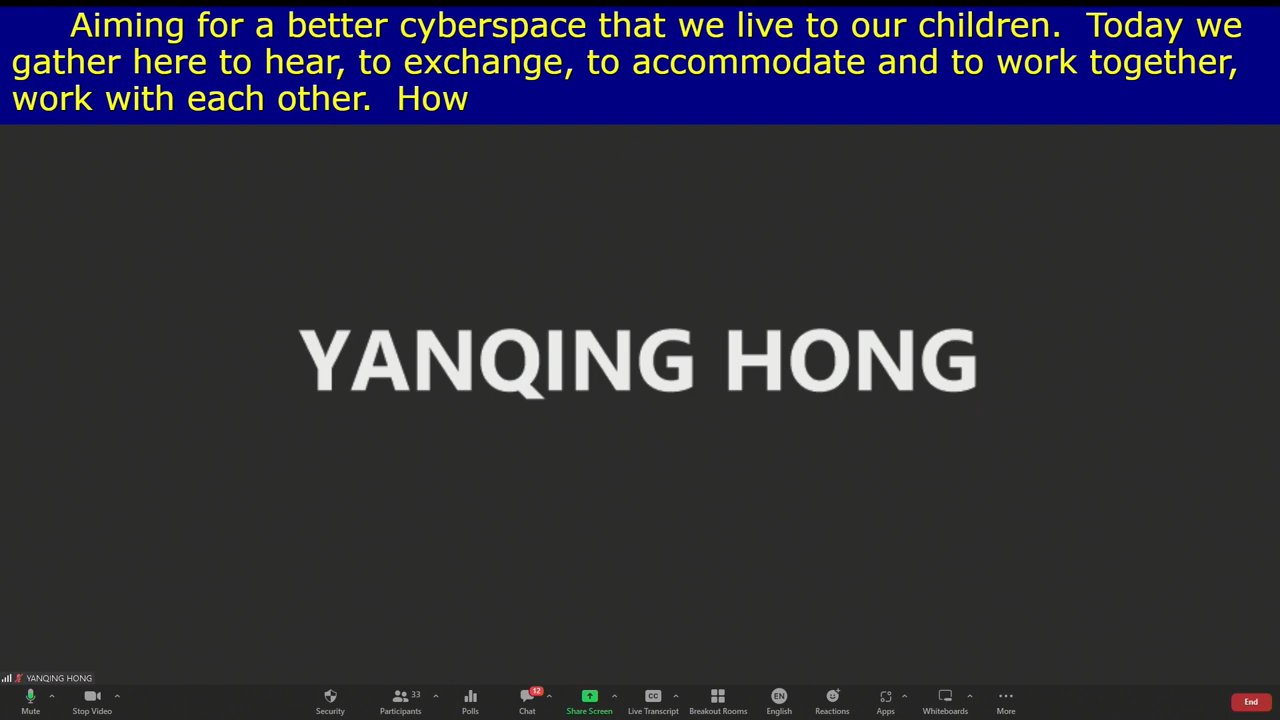 Aiming for a better cyberspace that we live to our children.  Today we
gather here to hear, to exchange, to accommodate and to work together,
work with each other.  How
YANQING HONG
YANQING HONG
Mute
Stop Video
Security
Participants
33
Polls
Chat
12
Share Screen
CC
Live Transcript
Breakout Rooms
EN
English
Reactions
Apps
Whiteboards
More
End